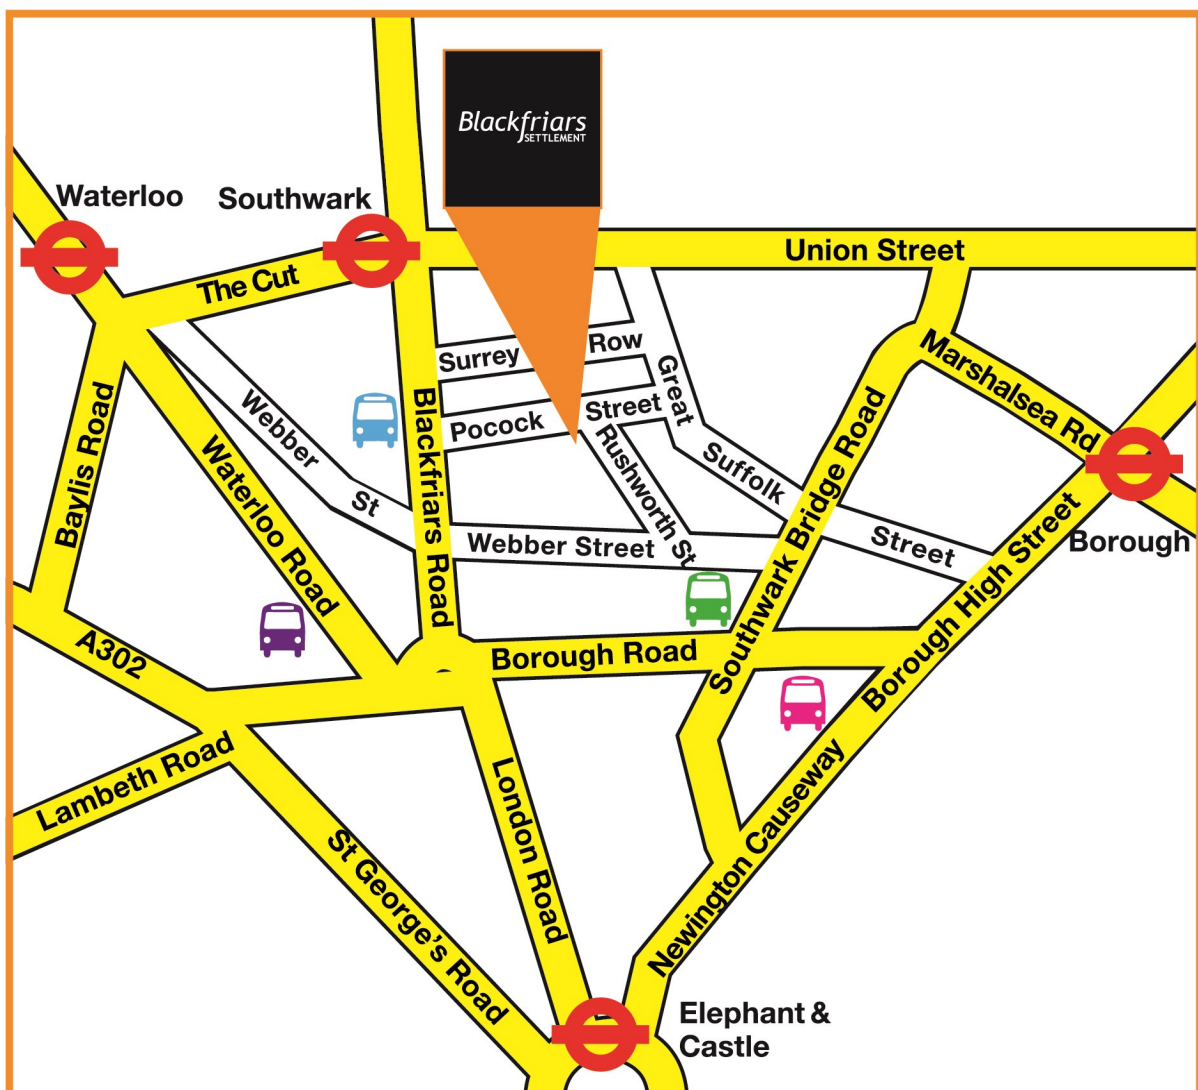 Blackfriars
SETTLEMENT
Waterloo
Southwark
The Cut
Union Street
Surrey Row
Great Suffolk Street
Pocock Street
Marshalsea Rd
Webber St
Blackfriars Road
Rushworth St
Southwark Bridge Road
Baylis Road
Waterloo Road
Webber Street
Borough
Borough High Street
A302
Borough Road
Lambeth Road
London Road
Newington Causeway
St George's Road
Elephant &
Castle